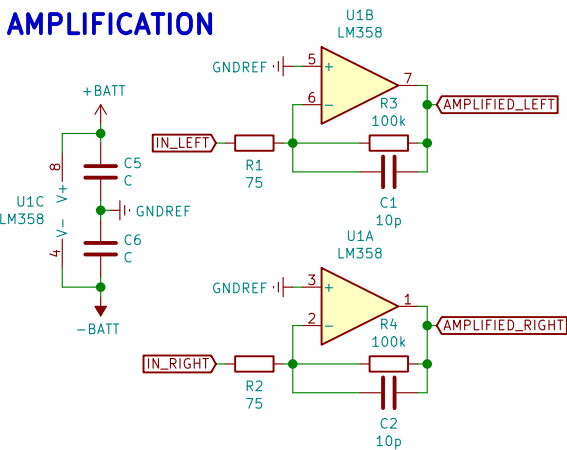 AMPLIFICATION
U1B
LM358
GNDREF
5
+
7
6
-
+BATT
AMPLIFIED_LEFT
R3
100k
IN_LEFT
R1
75
C1
10p
8
V+
C5
C
U1C
LM358
GNDREF
V-
4
C6
C
-BATT
U1A
LM358
GNDREF
3
+
1
2
-
AMPLIFIED_RIGHT
R4
100k
IN_RIGHT
R2
75
C2
10p